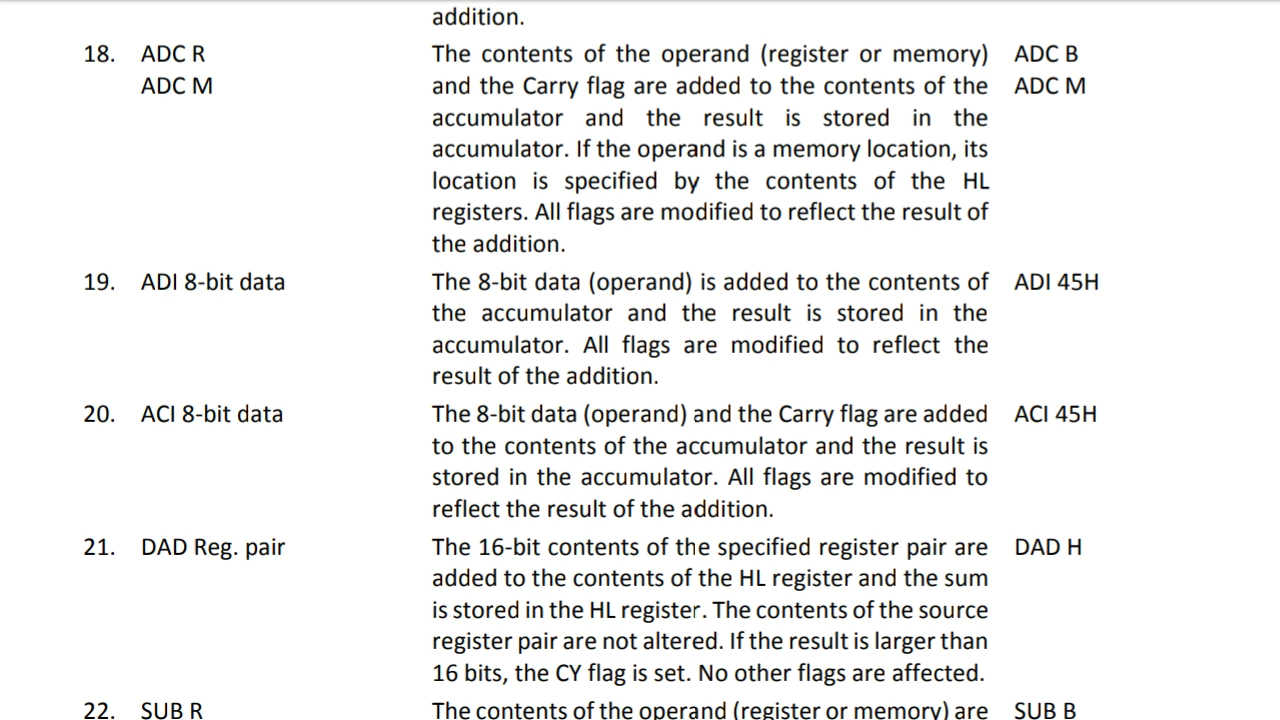 addition.
18. ADC R The contents of the operand (register or memory) ADC B
ADC M and the Carry flag are added to the contents of the ADC M
accumulator and the result is stored in the
accumulator. If the operand is a memory location, its
location is specified by the contents of the HL
registers. All flags are modified to reflect the result of
the addition.
19. ADI 8-bit data The 8-bit data (operand) is added to the contents of ADI 45H
the accumulator and the result is stored in the
accumulator. All flags are modified to reflect the
result of the addition.
20. ACI 8-bit data The 8-bit data (operand) and the Carry flag are added ACI 45H
to the contents of the accumulator and the result is
stored in the accumulator. All flags are modified to
reflect the result of the addition.
21. DAD Reg. pair The 16-bit contents of the specified register pair are DAD H
added to the contents of the HL register and the sum
is stored in the HL register. The contents of the source
register pair are not altered. If the result is larger than
16 bits, the CY flag is set. No other flags are affected.
22. SUB R The contents of the operand (register or memory) are SUB B